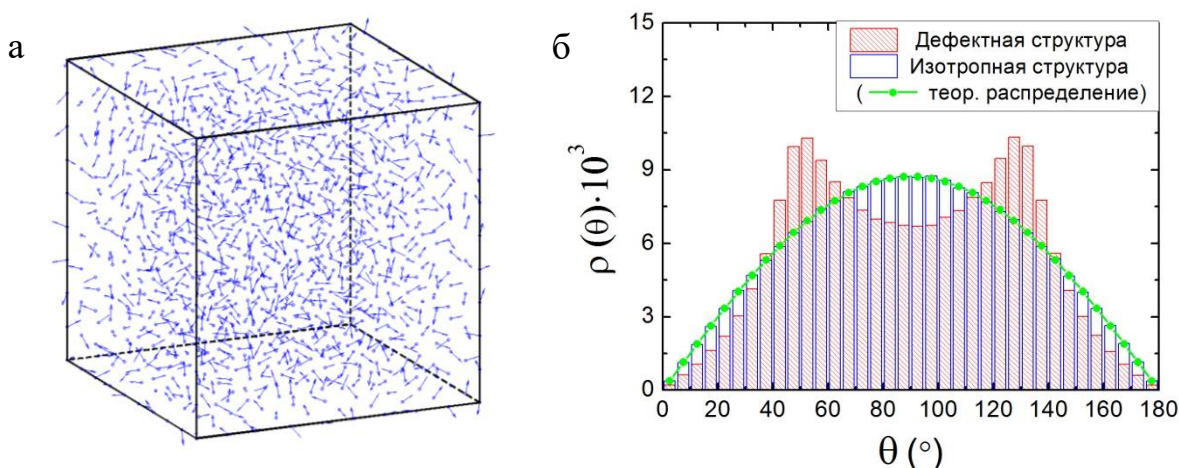 а
б
15
12
9
6
3
0
ρ (θ)·10³
Дефектная структура
Изотропная структура
( теор. распределение)
0 20 40 60 80 100 120 140 160 180
θ (°)